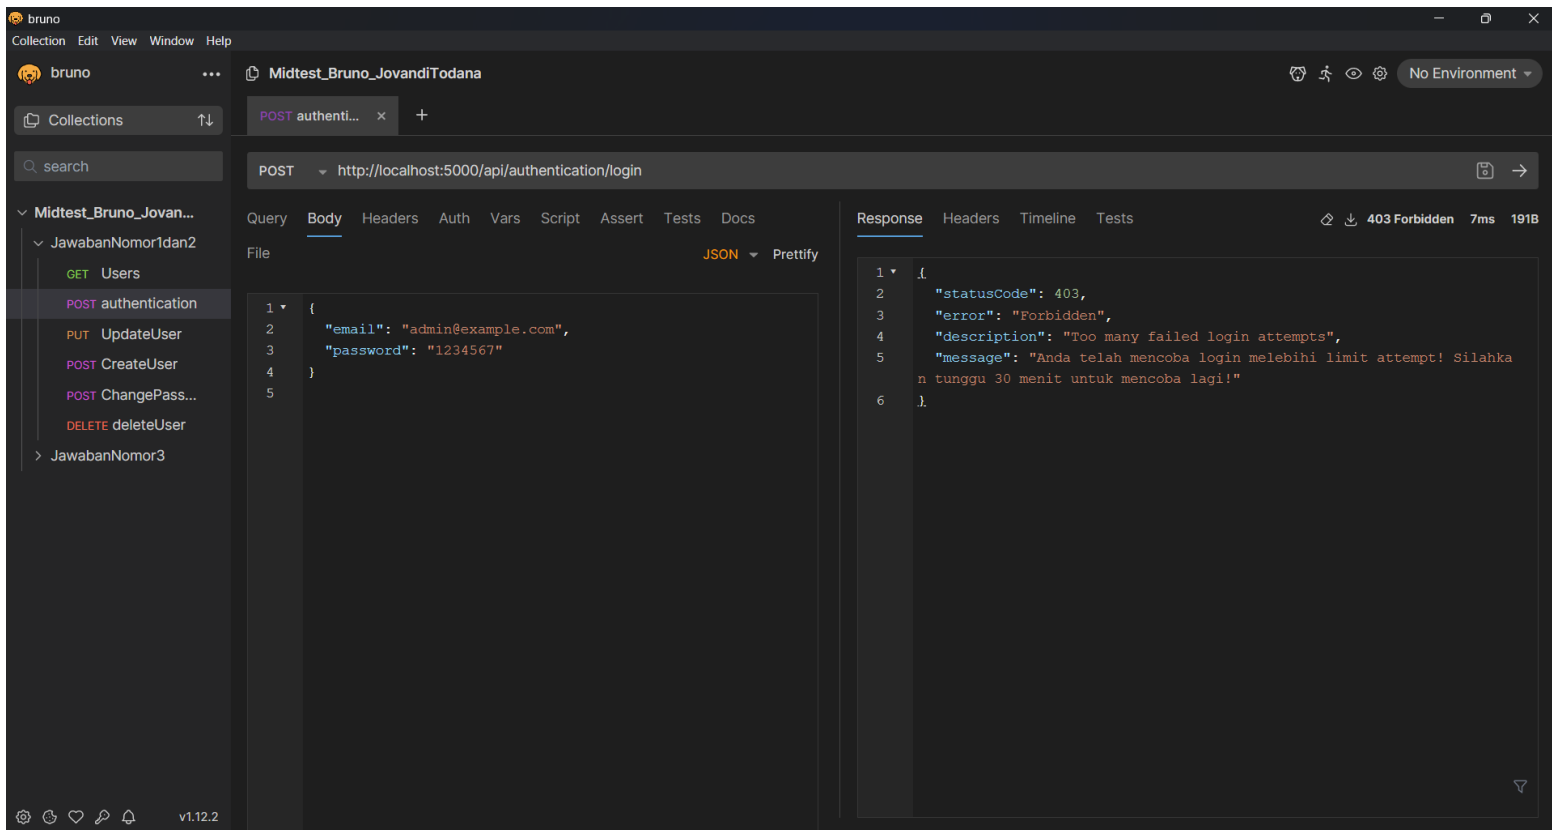 bruno
Collection Edit View Window Help
bruno
Midtest_Bruno_JovandiTodana
No Environment
Collections
POST authenti...
search
POST http://localhost:5000/api/authentication/login
Midtest_Bruno_Jovan...
JawabanNomor1dan2
GET Users
POST authentication
PUT UpdateUser
POST CreateUser
POST ChangePass...
DELETE deleteUser
JawabanNomor3
v1.12.2
Query Body Headers Auth Vars Script Assert Tests Docs
File
JSON Prettify
1 {
2 "email": "admin@example.com",
3 "password": "1234567"
4 }
5
Response Headers Timeline Tests
403 Forbidden 7ms 191B
1 {
2 "statusCode": 403,
3 "error": "Forbidden",
4 "description": "Too many failed login attempts",
5 "message": "Anda telah mencoba login melebihi limit attempt! Silahka
n tunggu 30 menit untuk mencoba lagi!"
6 }